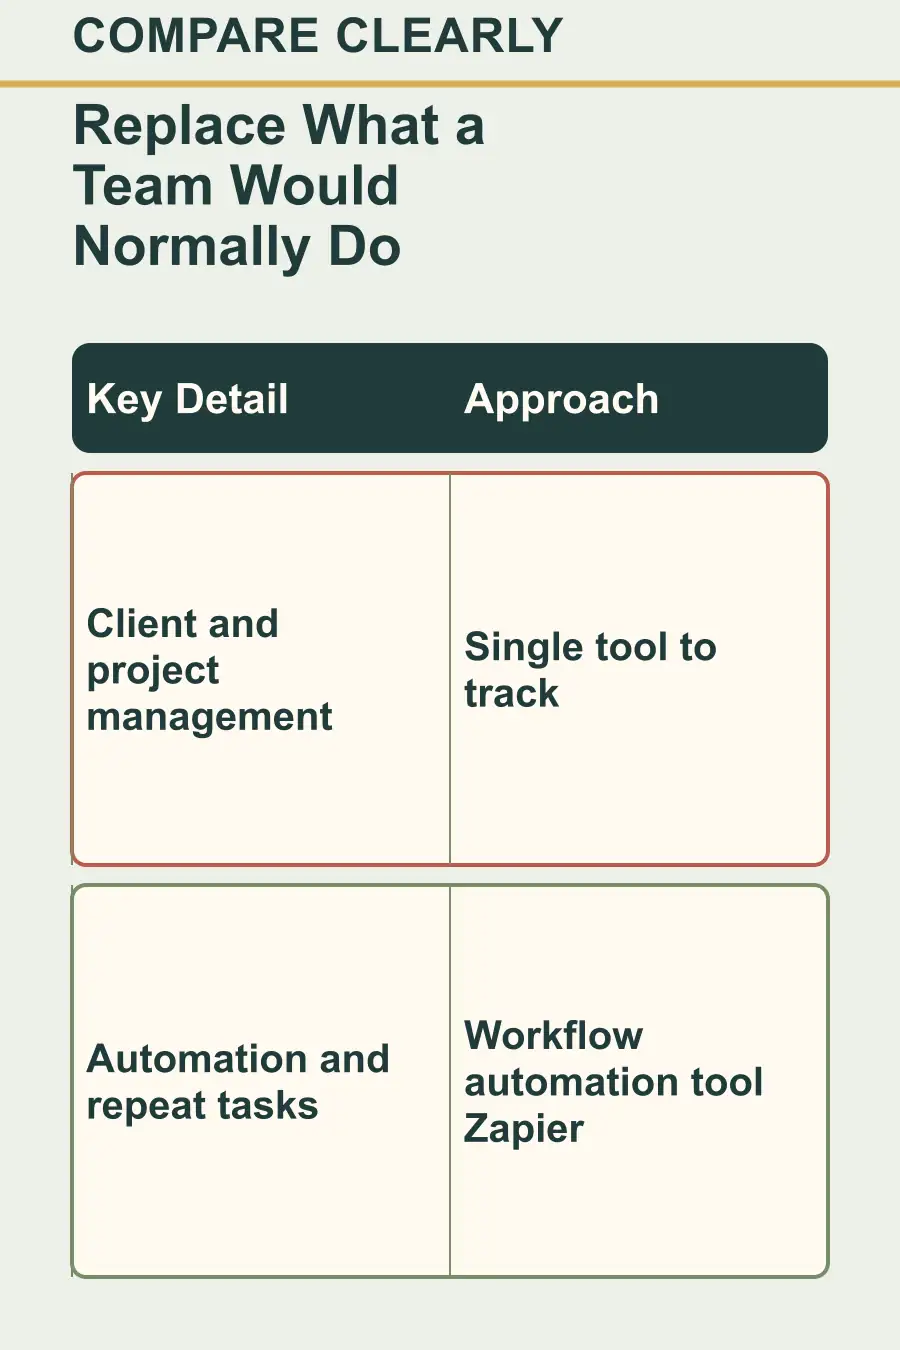 COMPARE CLEARLY
Replace What a
Team Would
Normally Do
Key Detail
Approach
Client and
project
management
Single tool to
track
Automation and
repeat tasks
Workflow
automation tool
Zapier